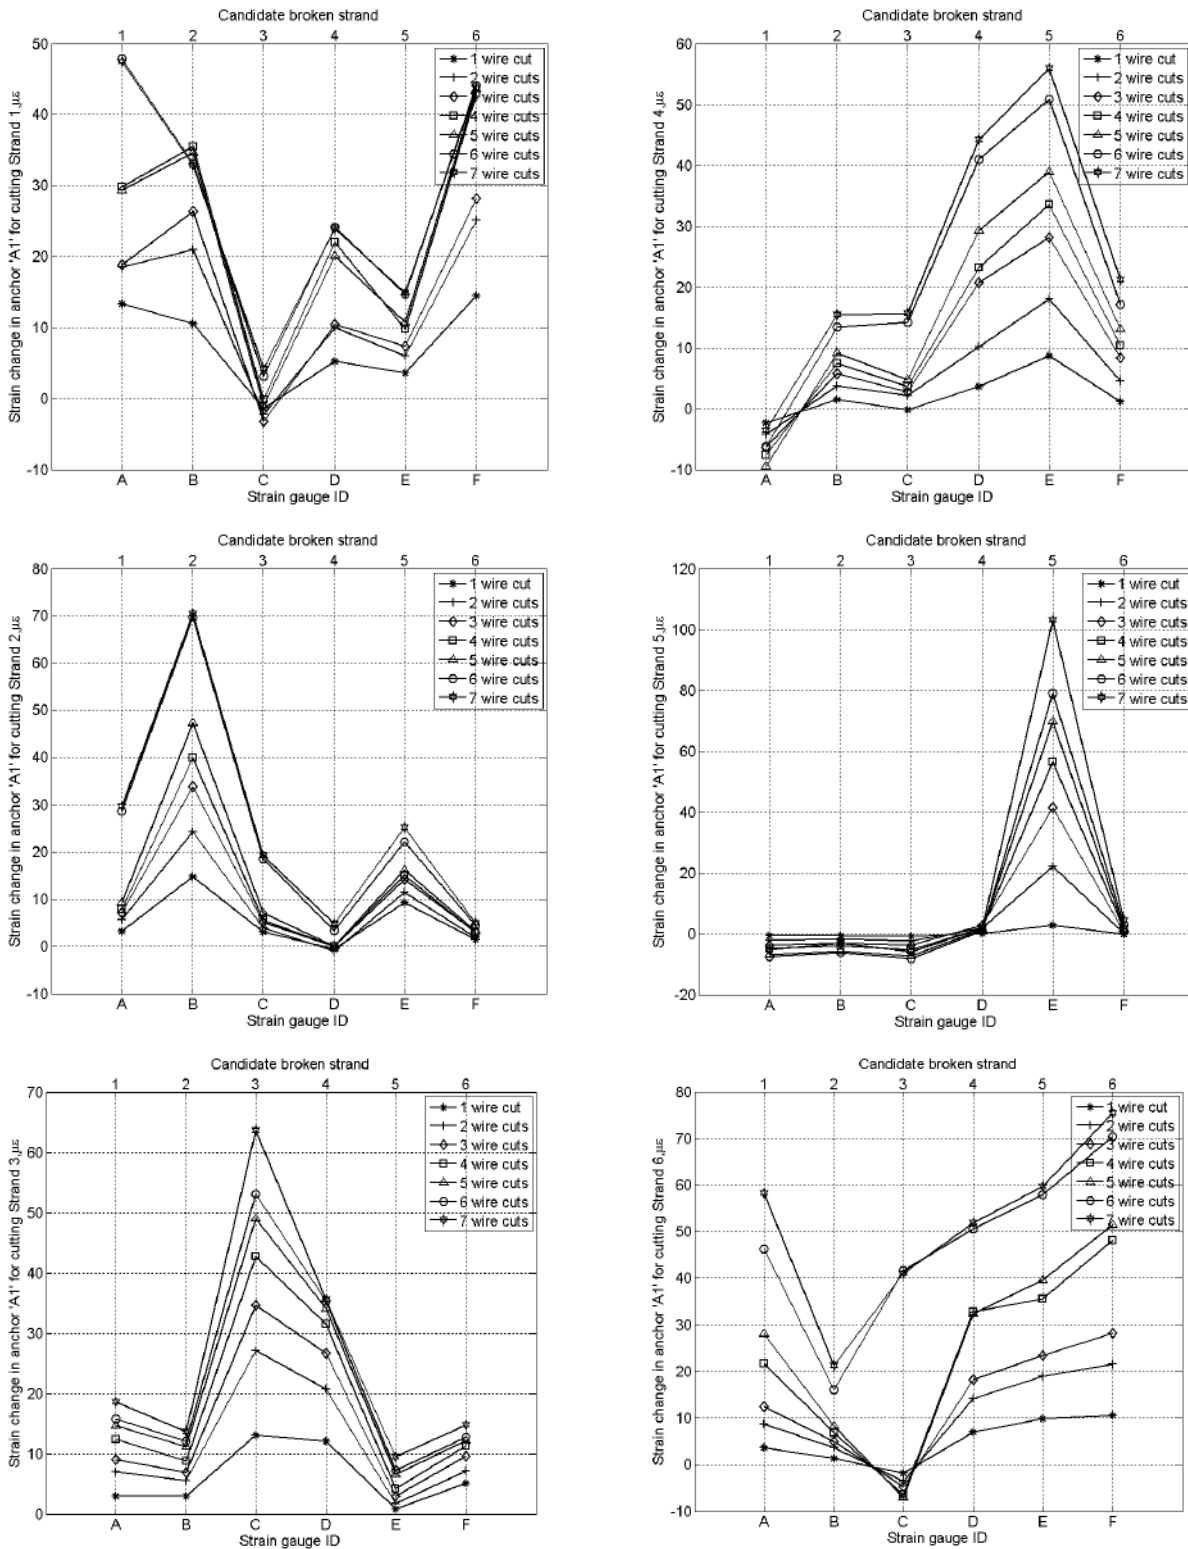 Candidate broken strand
1 2 3 4 5 6
Strain change in anchor 'A1' for cutting Strand 1,με
50
40
30
20
10
0
-10
1 wire cut
2 wire cuts
3 wire cuts
4 wire cuts
5 wire cuts
6 wire cuts
7 wire cuts
A B C D E F
Strain gauge ID
Candidate broken strand
1 2 3 4 5 6
Strain change in anchor 'A1' for cutting Strand 4,με
60
50
40
30
20
10
0
-10
1 wire cut
2 wire cuts
3 wire cuts
4 wire cuts
5 wire cuts
6 wire cuts
7 wire cuts
A B C D E F
Strain gauge ID
Candidate broken strand
1 2 3 4 5 6
Strain change in anchor 'A1' for cutting Strand 2,με
80
70
60
50
40
30
20
10
0
-10
1 wire cut
2 wire cuts
3 wire cuts
4 wire cuts
5 wire cuts
6 wire cuts
7 wire cuts
A B C D E F
Strain gauge ID
Candidate broken strand
1 2 3 4 5 6
Strain change in anchor 'A1' for cutting Strand 5,με
120
100
80
60
40
20
0
-20
1 wire cut
2 wire cuts
3 wire cuts
4 wire cuts
5 wire cuts
6 wire cuts
7 wire cuts
A B C D E F
Strain gauge ID
Candidate broken strand
1 2 3 4 5 6
Strain change in anchor 'A1' for cutting Strand 3,με
70
60
50
40
30
20
10
0
1 wire cut
2 wire cuts
3 wire cuts
4 wire cuts
5 wire cuts
6 wire cuts
7 wire cuts
A B C D E F
Strain gauge ID
Candidate broken strand
1 2 3 4 5 6
Strain change in anchor 'A1' for cutting Strand 6,με
80
70
60
50
40
30
20
10
0
-10
1 wire cut
2 wire cuts
3 wire cuts
4 wire cuts
5 wire cuts
6 wire cuts
7 wire cuts
A B C D E F
Strain gauge ID